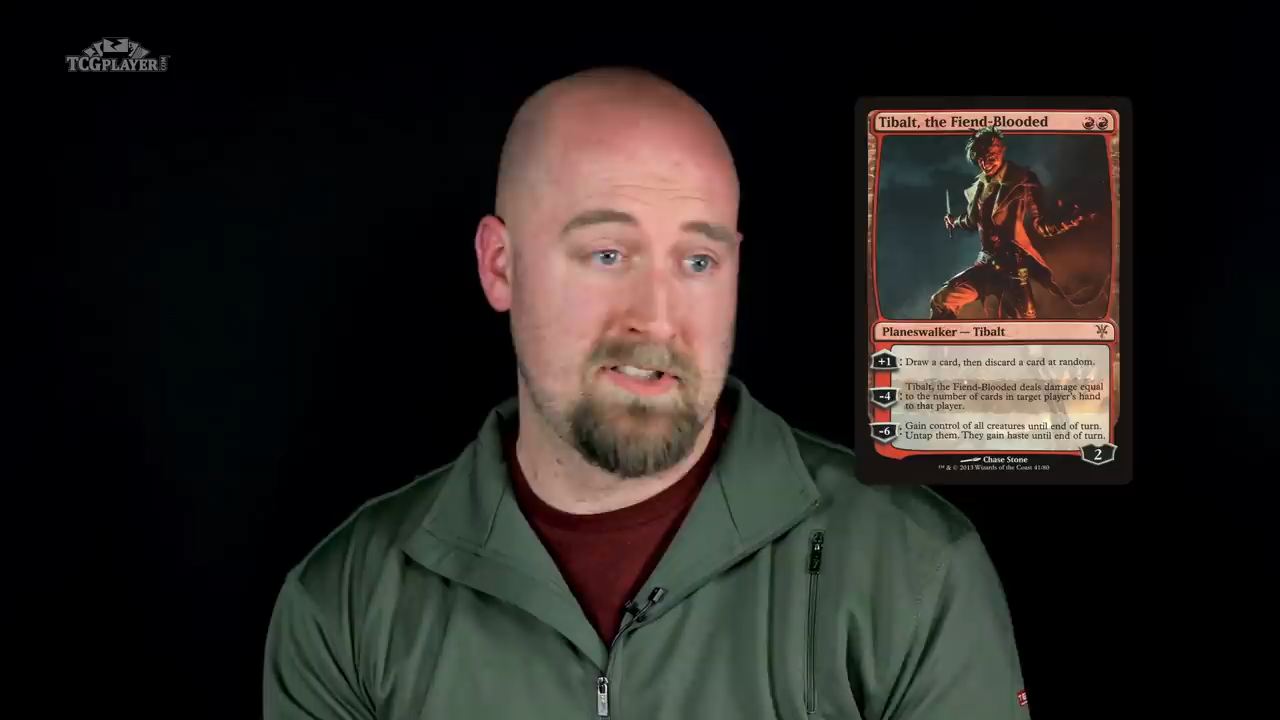 TCGPLAYER.COM
Tibalt, the Fiend-Blooded
Planeswalker — Tibalt
+1: Draw a card, then discard a card at random.
-4: Tibalt, the Fiend-Blooded deals damage equal
to the number of cards in target player's hand
to that player.
-6: Gain control of all creatures until end of turn.
Untap them. They gain haste until end of turn.
2
Chase Stone
™ & © 2013 Wizards of the Coast 41/80